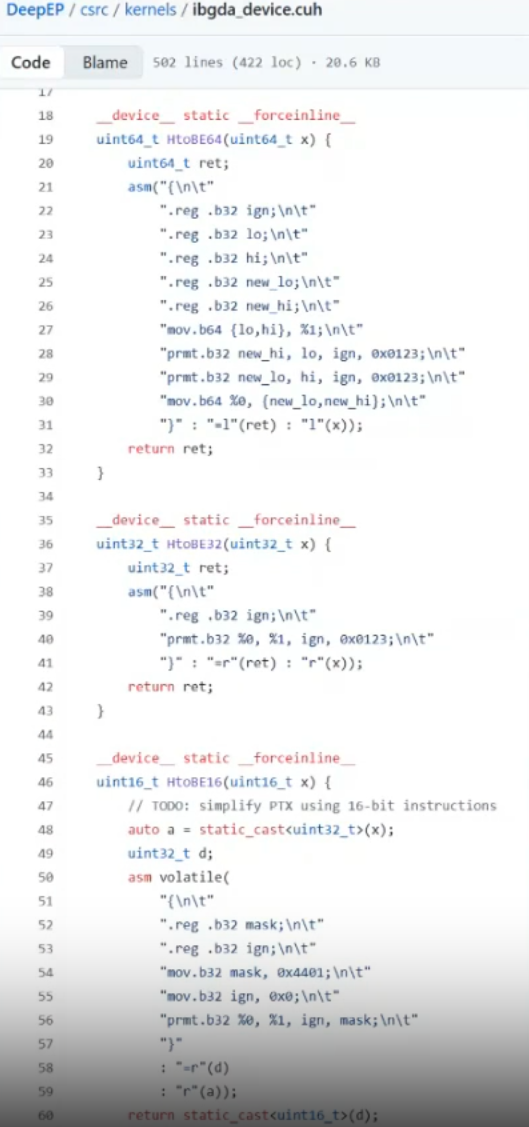 DeepEP / csrc / kernels / ibgda_device.cuh
Code Blame 502 lines (422 loc) · 20.6 KB
17
18 __device__ static __forceinline__
19 uint64_t HtoBE64(uint64_t x) {
20 uint64_t ret;
21 asm("{\n\t"
22 ".reg .b32 ign;\n\t"
23 ".reg .b32 lo;\n\t"
24 ".reg .b32 hi;\n\t"
25 ".reg .b32 new_lo;\n\t"
26 ".reg .b32 new_hi;\n\t"
27 "mov.b64 {lo,hi}, %1;\n\t"
28 "prmt.b32 new_hi, lo, ign, 0x0123;\n\t"
29 "prmt.b32 new_lo, hi, ign, 0x0123;\n\t"
30 "mov.b64 %0, {new_lo,new_hi};\n\t"
31 "}" : "=l"(ret) : "l"(x));
32 return ret;
33 }
34
35 __device__ static __forceinline__
36 uint32_t HtoBE32(uint32_t x) {
37 uint32_t ret;
38 asm("{\n\t"
39 ".reg .b32 ign;\n\t"
40 "prmt.b32 %0, %1, ign, 0x0123;\n\t"
41 "}" : "=r"(ret) : "r"(x));
42 return ret;
43 }
44
45 __device__ static __forceinline__
46 uint16_t HtoBE16(uint16_t x) {
47 // TODO: simplify PTX using 16-bit instructions
48 auto a = static_cast<uint32_t>(x);
49 uint32_t d;
50 asm volatile(
51 "{\n\t"
52 ".reg .b32 mask;\n\t"
53 ".reg .b32 ign;\n\t"
54 "mov.b32 mask, 0x4401;\n\t"
55 "mov.b32 ign, 0x0;\n\t"
56 "prmt.b32 %0, %1, ign, mask;\n\t"
57 "}"
58 : "=r"(d)
59 : "r"(a));
60 return static_cast<uint16_t>(d);